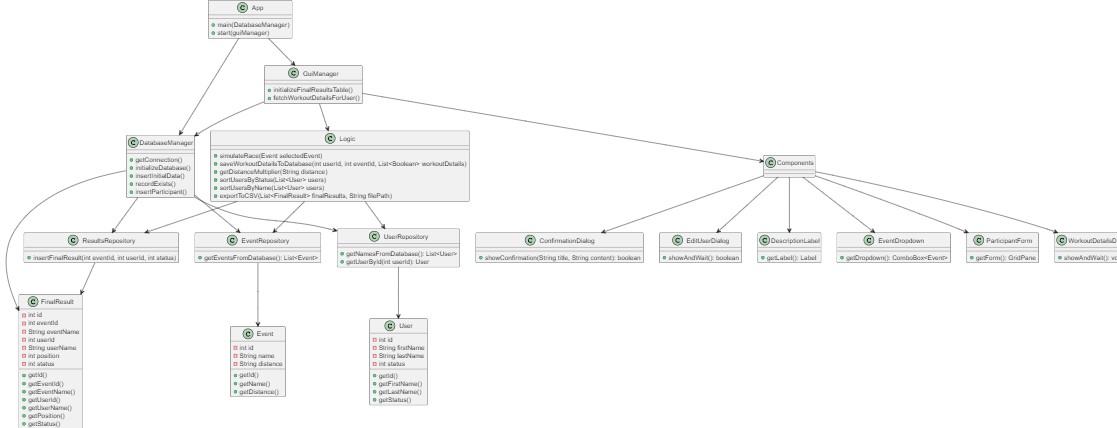 C App
main(DatabaseManager)
start(guiManager)
C GuiManager
initializeFinalResultsTable()
fetchWorkoutDetailsForUser()
C DatabaseManager
getConnection()
initializeDatabase()
insertInitialData()
recordExists()
insertParticipant()
C Logic
simulateRace(Event selectedEvent)
saveWorkoutDetailsToDatabase(int userId, int eventId, List<Boolean> workoutDetails)
getDistanceMultiplier(String distance)
sortUsersByStatus(List<User> users)
sortUsersByName(List<User> users)
exportToCSV(List<FinalResult> finalResults, String filePath)
C Components
C ResultsRepository
insertFinalResult(int eventId, int userId, int status)
C EventRepository
getEventsFromDatabase(): List<Event>
C UserRepository
getNamesFromDatabase(): List<User>
getUserById(int userId): User
C ConfirmationDialog
showConfirmation(String title, String content): boolean
C EditUserDialog
showAndWait(): boolean
C DescriptionLabel
getLabel(): Label
C EventDropdown
getDropdown(): ComboBox<Event>
C ParticipantForm
getForm(): GridPane
C WorkoutDetailsD
showAndWait(): vo
C FinalResult
int id
int eventId
String eventName
int userId
String userName
int position
int status
getId()
getEventId()
getEventName()
getUserId()
getUserName()
getPosition()
getStatus()
C Event
int id
String name
String distance
getId()
getName()
getDistance()
C User
int id
String firstName
String lastName
int status
getId()
getFirstName()
getLastName()
getStatus()